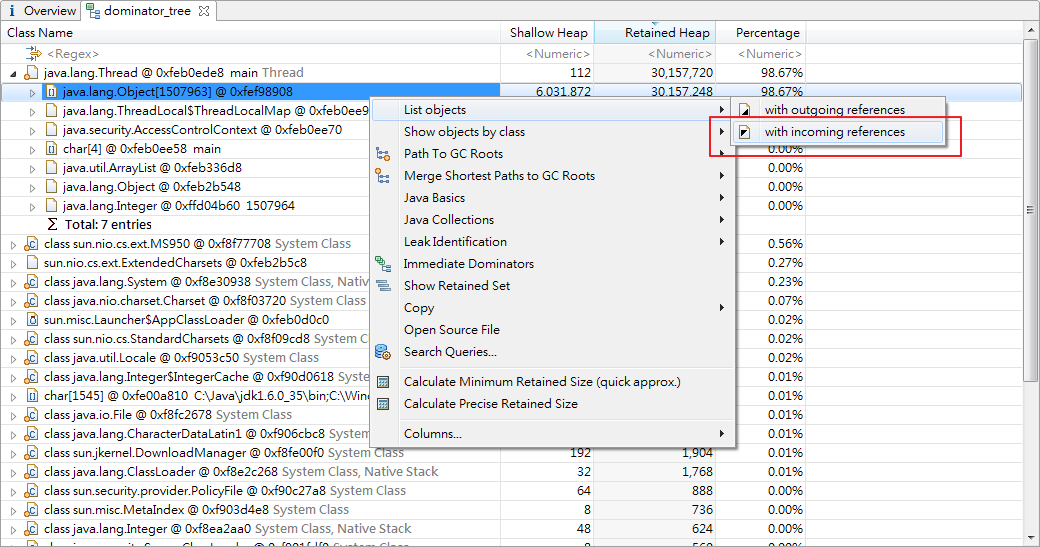 Overview dominator_tree
Class Name Shallow Heap Retained Heap Percentage
<Regex> <Numeric> <Numeric> <Numeric>
java.lang.Thread @ 0xfeb0ede8 main Thread 112 30,157,720 98.67%
java.lang.Object[1507963] @ 0xfef98908 6,031,872 30,157,248 98.67%
java.lang.ThreadLocal$ThreadLocalMap @ 0xfeb0ee9
java.security.AccessControlContext @ 0xfeb0ee70
char[4] @ 0xfeb0ee58 main 0.00%
java.util.ArrayList @ 0xfeb336d8 0.00%
java.lang.Object @ 0xfeb2b548 0.00%
java.lang.Integer @ 0xffd04b60 1507964 0.00%
Σ Total: 7 entries
class sun.nio.cs.ext.MS950 @ 0xf8f77708 System Class 0.56%
sun.nio.cs.ext.ExtendedCharsets @ 0xfeb2b5c8 0.27%
class java.lang.System @ 0xf8e30938 System Class, Native 0.23%
class java.nio.charset.Charset @ 0xf8f03720 System Class 0.07%
sun.misc.Launcher$AppClassLoader @ 0xfeb0d0c0 0.03%
class sun.nio.cs.StandardCharsets @ 0xf8f09cd8 System 0.02%
class java.util.Locale @ 0xf9053c50 System Class 0.02%
class java.lang.Integer$IntegerCache @ 0xf90d0618 System 0.01%
char[1545] @ 0xfe00a810 C:\Java\jdk1.6.0_35\bin;C:\Winc 0.01%
class java.io.File @ 0xf8fc2678 System Class 0.01%
class java.lang.CharacterDataLatin1 @ 0xf906cbc8 System 0.01%
class sun.jkernel.DownloadManager @ 0xf8fe00f0 System Class 192 1,904 0.01%
class java.lang.ClassLoader @ 0xf8e2c268 System Class, Native Stack 32 1,768 0.01%
class sun.security.provider.PolicyFile @ 0xf90c27a8 System Class 64 888 0.00%
class sun.misc.MetaIndex @ 0xf903d4e8 System Class 8 736 0.00%
class java.lang.Integer @ 0xf8ea2aa0 System Class, Native Stack 48 624 0.00%
List objects
Show objects by class
Path To GC Roots
Merge Shortest Paths to GC Roots
Java Basics
Java Collections
Leak Identification
Immediate Dominators
Show Retained Set
Copy
Open Source File
Search Queries...
Calculate Minimum Retained Size (quick approx.)
Calculate Precise Retained Size
Columns...
with outgoing references
with incoming references